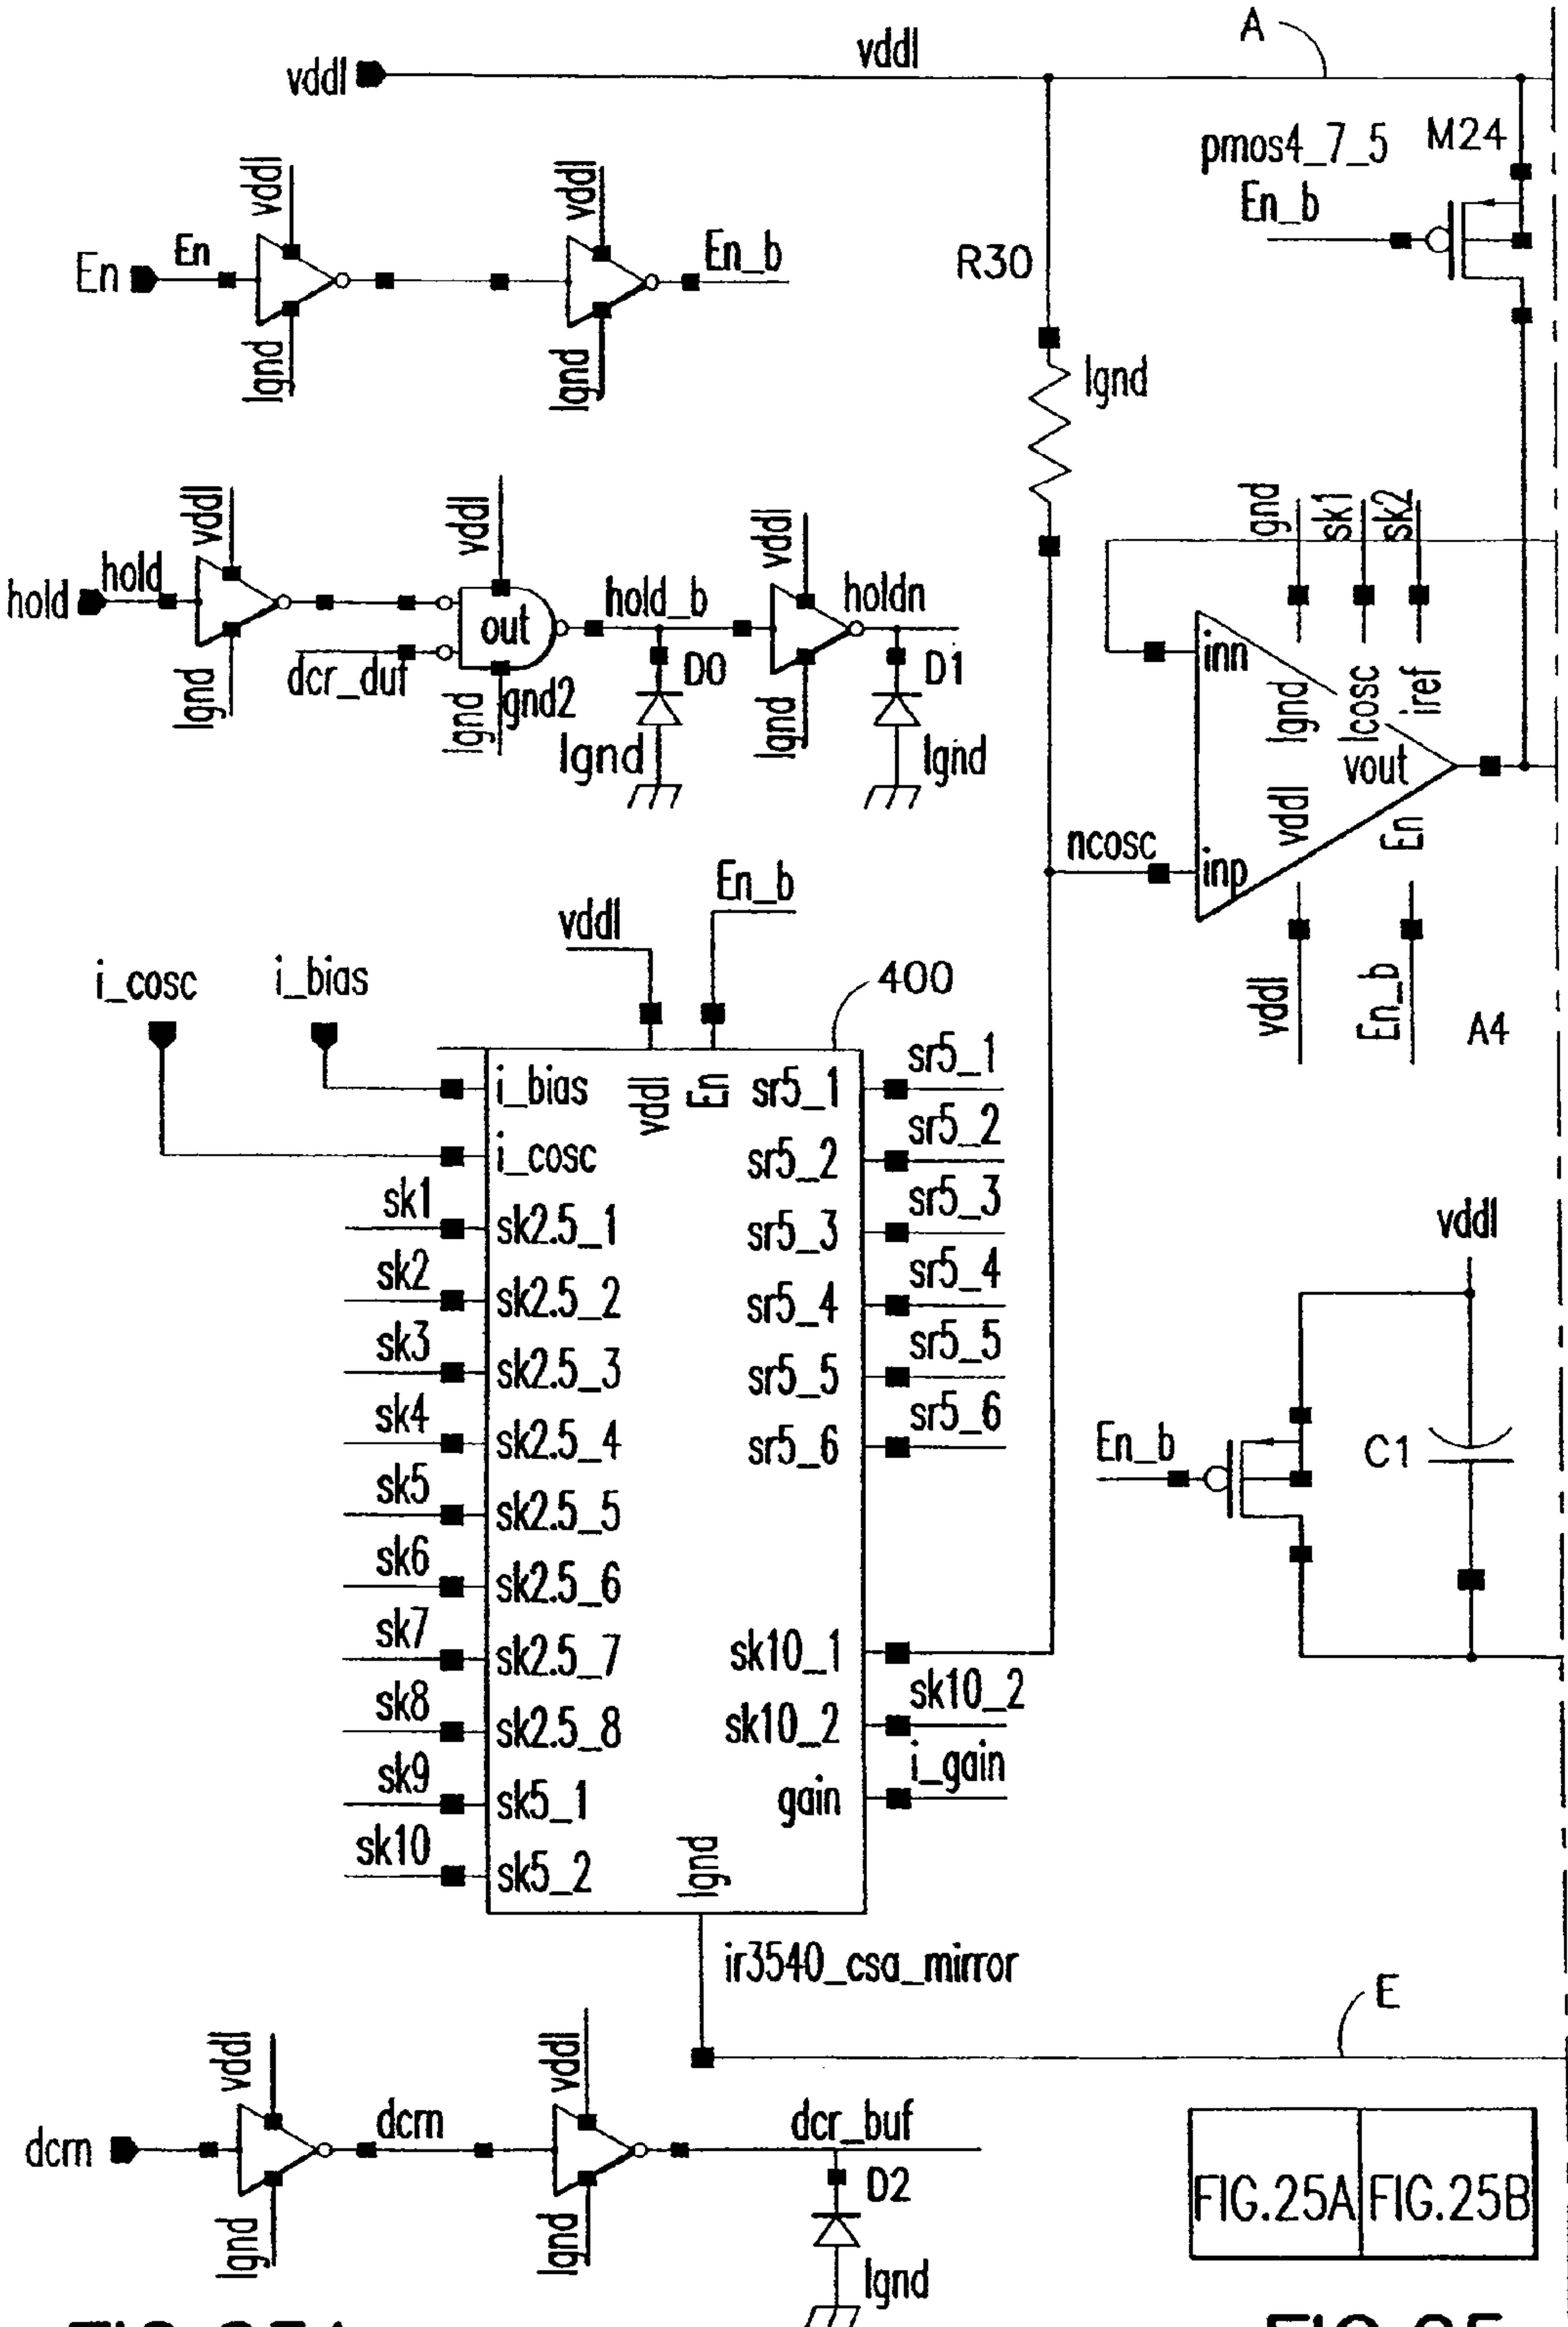 vddl
vddl
A
pmos4_7_5
M24
En_b
vddl
vddl
En
En
En_b
lgnd
lgnd
R30
lgnd
vddl
vddl
vddl
hold
hold
out
hold_b
holdn
dcr_duf
D0
D1
lgnd
lgnd
gnd2
lgnd
lgnd
lgnd
gnd
sk1
sk2
inn
lgnd
Icosc
iref
vout
vddl
En
ncosc
inp
vddl
En_b
A4
vddl
En_b
i_cosc
i_bias
400
i_bias
vddl
En
sr5_1
sr5_1
i_cosc
sr5_2
sr5_2
sk1
sk2.5_1
sr5_3
sr5_3
sk2
sk2.5_2
sr5_4
sr5_4
sk3
sk2.5_3
sr5_5
sr5_5
sk4
sk2.5_4
sr5_6
sr5_6
sk5
sk2.5_5
sk6
sk2.5_6
sk7
sk2.5_7
sk10_1
sk8
sk2.5_8
sk10_2
sk10_2
sk9
sk5_1
gain
i_gain
sk10
sk5_2
lgnd
ir3540_csa_mirror
vddl
En_b
C1
E
vddl
vddl
dcrn
dcrn
dcr_buf
D2
lgnd
lgnd
lgnd
FIG.25A
FIG.25B